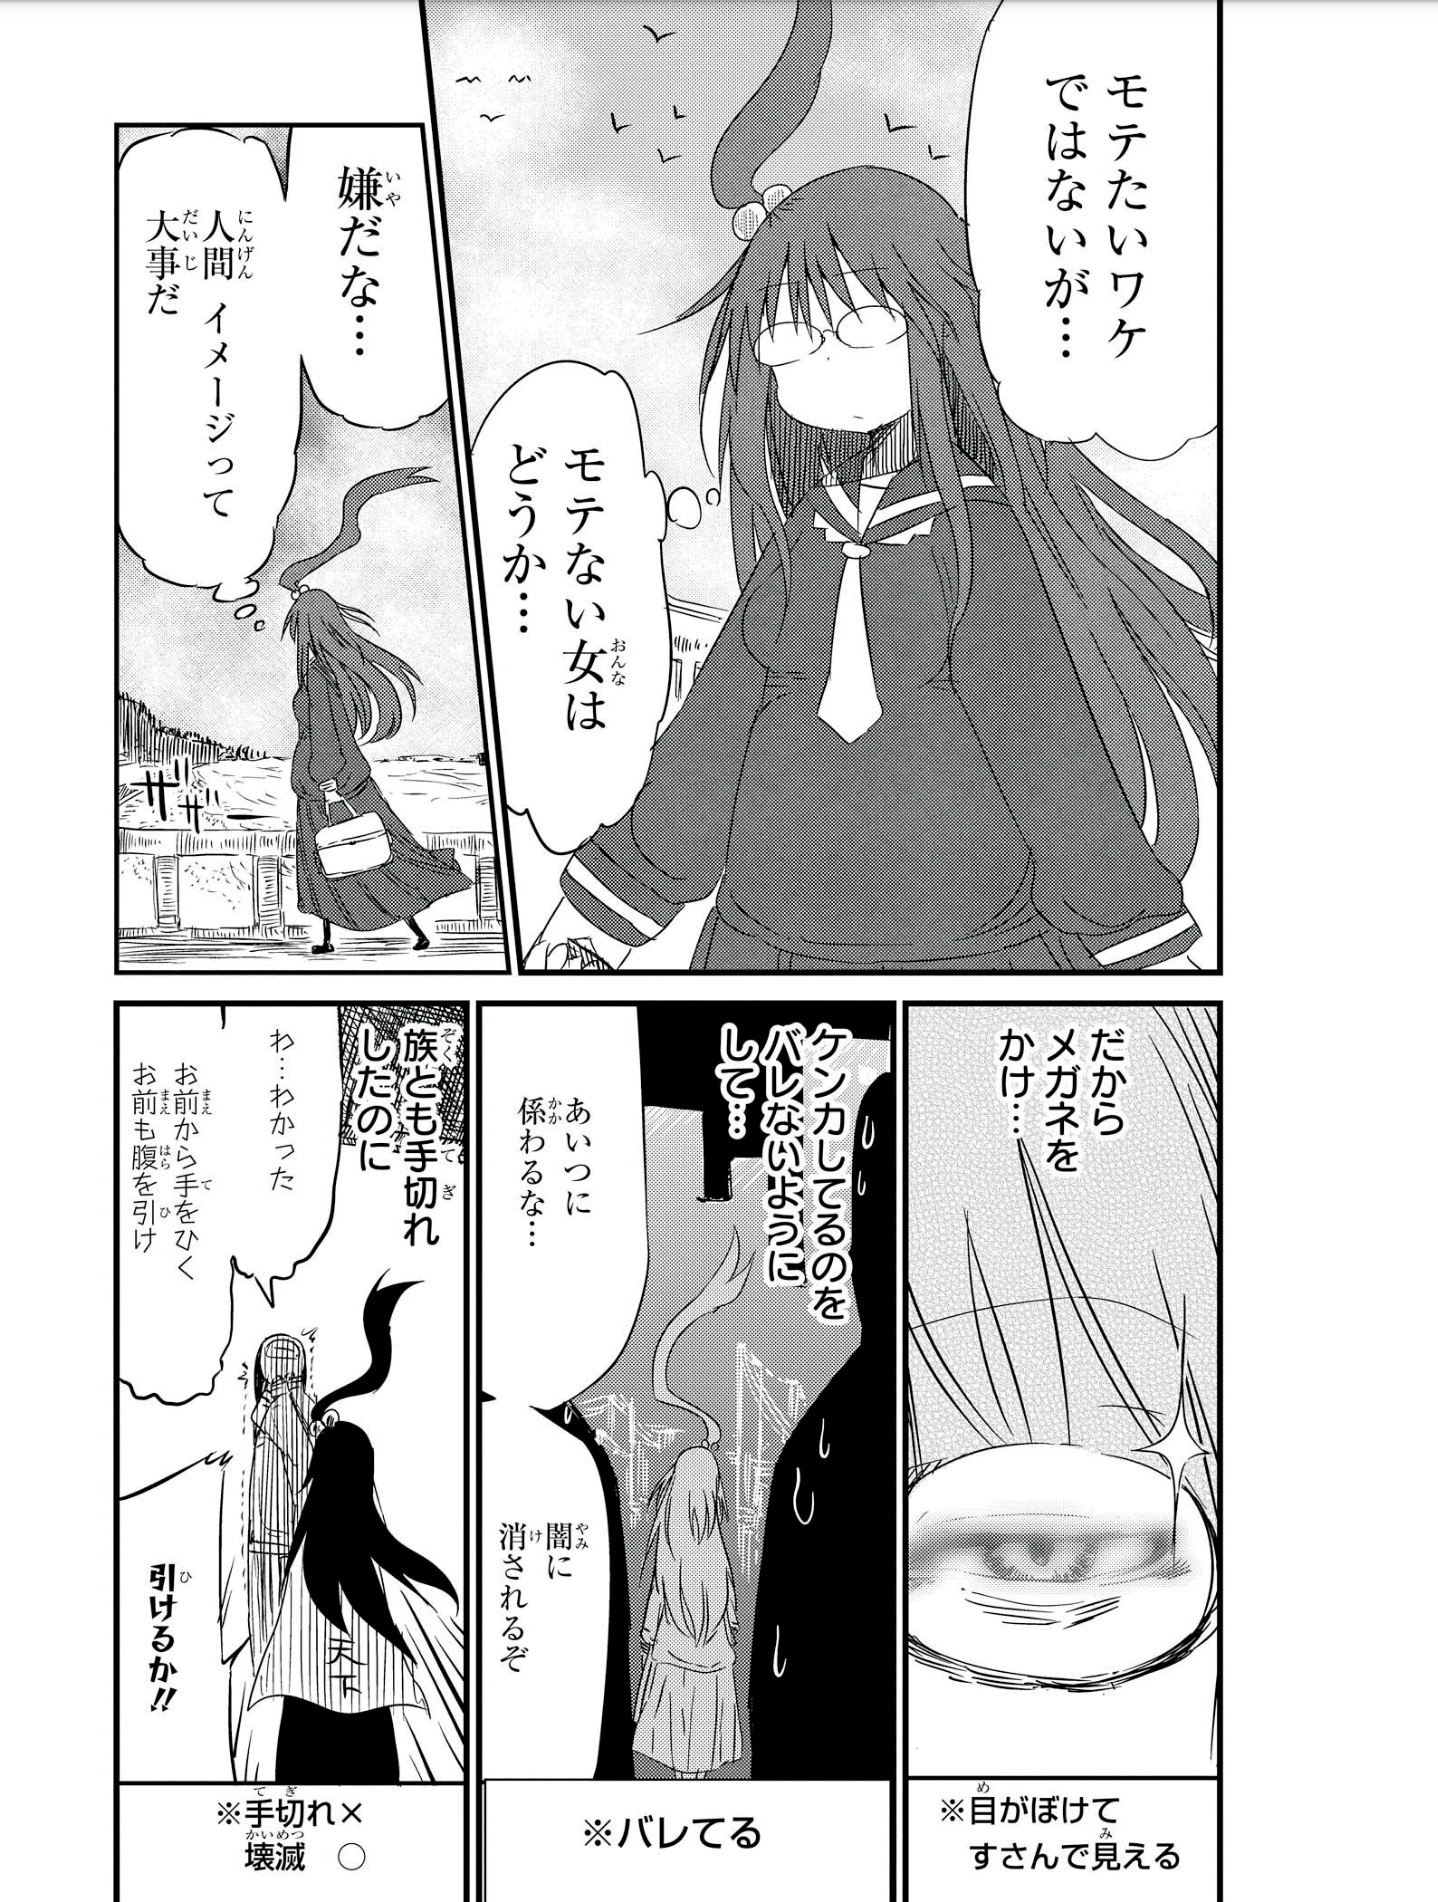 モテたいワケ
ではないが…
モテない女は
どうか…
嫌だな…
人間イメージって
大事だ
ザザザ
だから
メガネを
かけ…
※目がぼけて
すさんで見える
ケンカしてるのを
バレないように
して…
あいつに
係わるな…
闇に
消されるぞ
※バレてる
族とも手切れ
したのに
わ…わかった
お前から手をひく
お前も腹を引け
引けるか!!
天下
※手切れ×
壊滅 ○